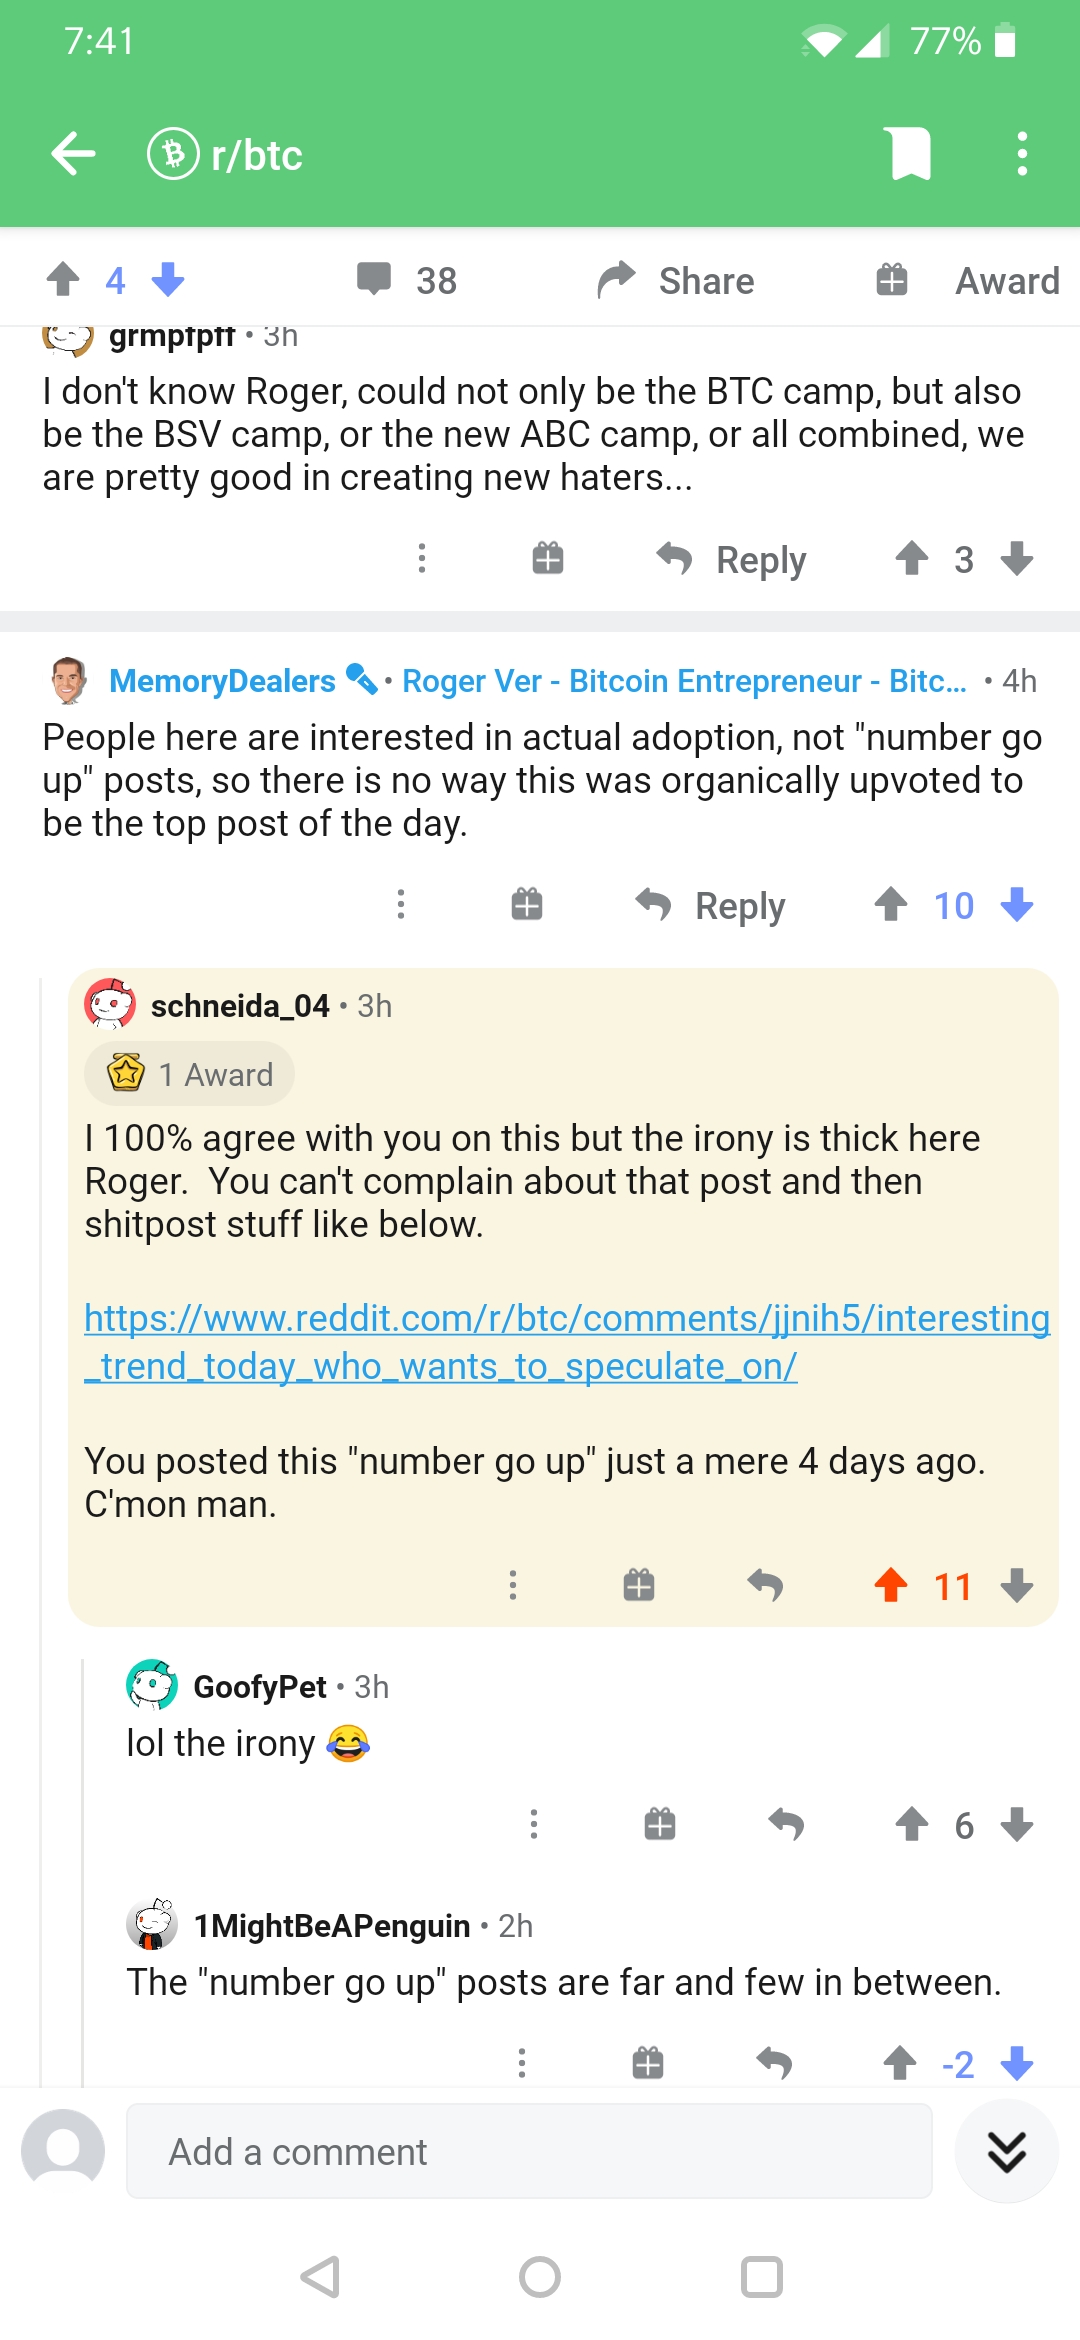 7:41
77%
r/btc
4
38
Share
Award
grmpfpff • 3h
I don't know Roger, could not only be the BTC camp, but also
be the BSV camp, or the new ABC camp, or all combined, we
are pretty good in creating new haters...
Reply
3
MemoryDealers • Roger Ver - Bitcoin Entrepreneur - Bitc... • 4h
People here are interested in actual adoption, not "number go
up" posts, so there is no way this was organically upvoted to
be the top post of the day.
Reply
10
schneida_04 • 3h
1 Award
I 100% agree with you on this but the irony is thick here
Roger.  You can't complain about that post and then
shitpost stuff like below.
https://www.reddit.com/r/btc/comments/jjnih5/interesting
_trend_today_who_wants_to_speculate_on/
You posted this "number go up" just a mere 4 days ago.
C'mon man.
11
GoofyPet • 3h
lol the irony 😂
6
1MightBeAPenguin • 2h
The "number go up" posts are far and few in between.
-2
Add a comment